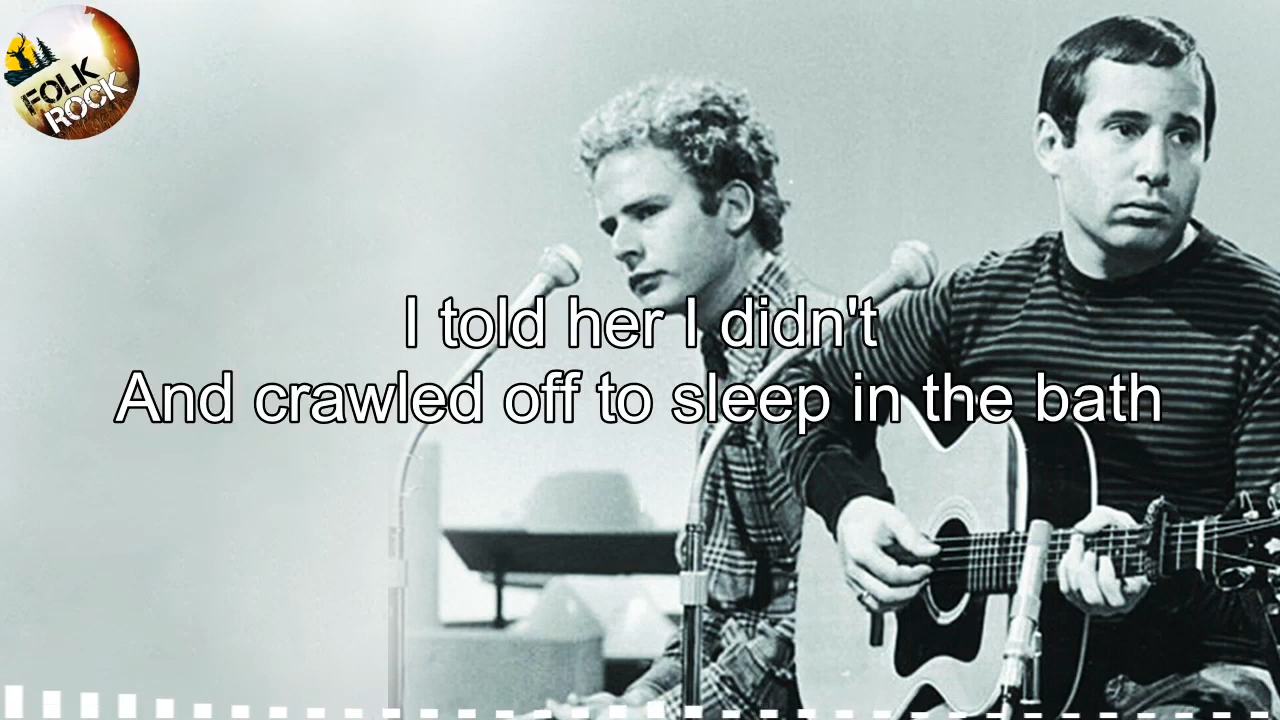 FOLK
ROCK
I told her I didn't
And crawled off to sleep in the bath